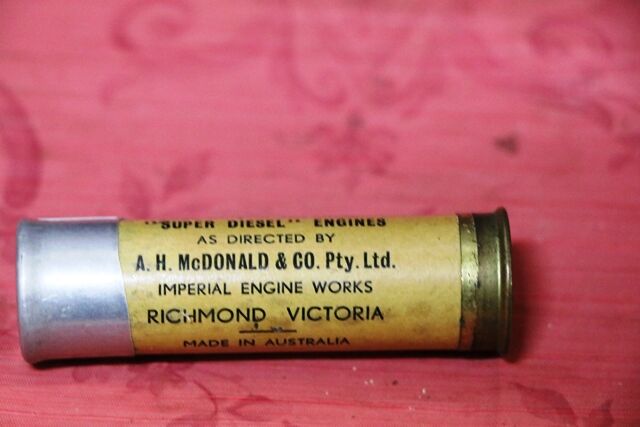 "SUPER DIESEL" ENGINES
AS DIRECTED BY
A. H. McDONALD & CO. Pty. Ltd.
IMPERIAL ENGINE WORKS
RICHMOND VICTORIA
MADE IN AUSTRALIA